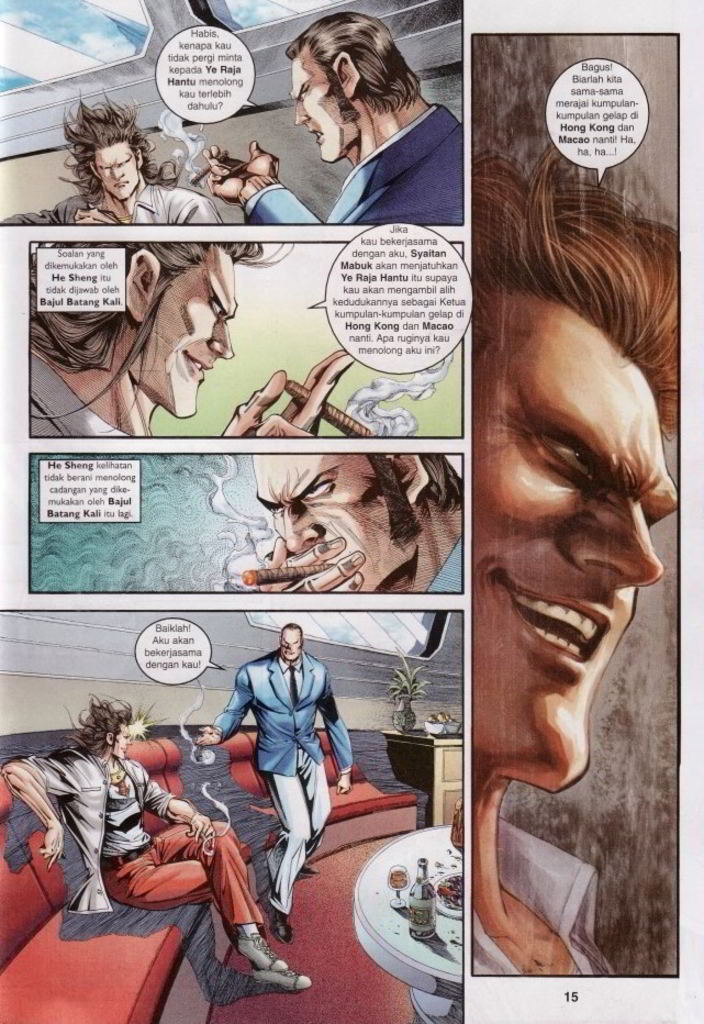 Habis,
kenapa kau
tidak pergi minta
kepada Ye Raja
Hantu menolong
kau terlebih
dahulu?
Soalan yang
dikemukakan oleh
He Sheng itu
tidak dijawab oleh
Bajul Batang Kali.
Jika
kau bekerjasama
dengan aku, Syaitan
Mabuk akan menjatuhkan
Ye Raja Hantu itu supaya
kau akan mengambil alih
kedudukannya sebagai Ketua
kumpulan-kumpulan gelap di
Hong Kong dan Macao
nanti. Apa ruginya kau
menolong aku ini?
He Sheng kelihatan
tidak berani menolong
cadangan yang dike-
mukakan oleh Bajul
Batang Kali itu lagi.
Baiklah!
Aku akan
bekerjasama
dengan kau!
Bagus!
Biarlah kita
sama-sama
merajai kumpulan-
kumpulan gelap di
Hong Kong dan
Macao nanti! Ha,
ha, ha...!
15